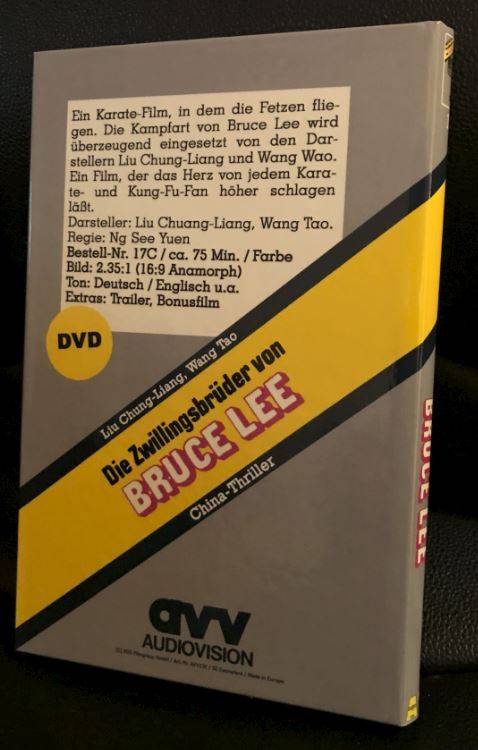 Ein Karate-Film, in dem die Fetzen flie-
gen. Die Kampfart von Bruce Lee wird
überzeugend eingesetzt von den Dar-
stellern Liu Chung-Liang und Wang Wao.
Ein Film, der das Herz von jedem Kara-
te- und Kung-Fu-Fan höher schlagen
läßt.
Darsteller: Liu Chuang-Liang, Wang Tao.
Regie: Ng See Yuen
Bestell-Nr. 17C / ca. 75 Min. / Farbe
Bild: 2.35:1 (16:9 Anamorph)
Ton: Deutsch / Englisch u.a.
Extras: Trailer, Bonusfilm
DVD
Liu Chung-Liang, Wang Tao
Die Zwillingsbrüder von
BRUCE LEE
China-Thriller
avv
AUDIOVISION
Made in Europe
BRUCE LEE